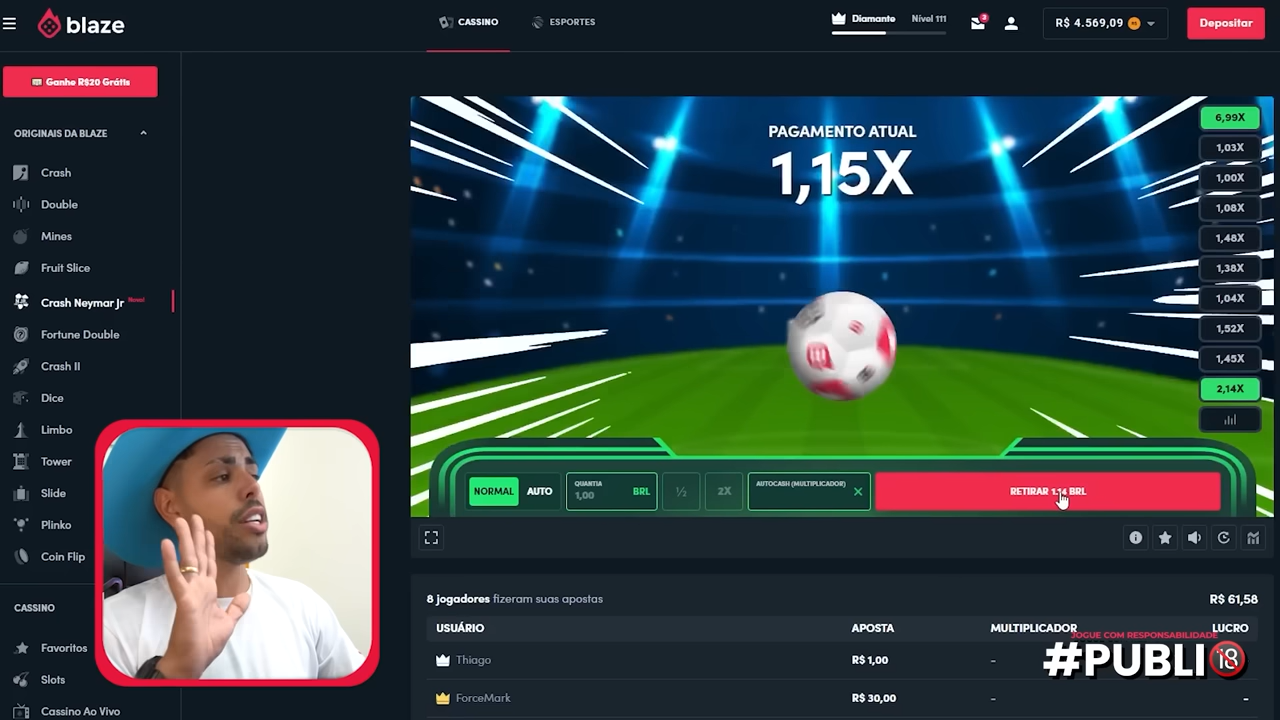 blaze
CASSINO
ESPORTES
Diamante
Nível 111
3
R$ 4.569,09
Depositar
Ganhe R$20 Grátis
ORIGINAIS DA BLAZE
Crash
Double
Mines
Fruit Slice
Crash Neymar Jr Novo!
Fortune Double
Crash II
Dice
Limbo
Tower
Slide
Plinko
Coin Flip
CASSINO
Favoritos
Slots
Cassino Ao Vivo
PAGAMENTO ATUAL
1,15X
6,99X
1,03X
1,00X
1,08X
1,48X
1,38X
1,04X
1,52X
1,45X
2,14X
NORMAL
AUTO
QUANTIA
1,00
BRL
½
2X
AUTOCASH (MULTIPLICADOR)
RETIRAR 1,14 BRL
8 jogadores fizeram suas apostas
R$ 61,58
USUÁRIO
APOSTA
MULTIPLICADOR
LUCRO
Thiago
R$ 1,00
-
ForceMark
R$ 30,00
-
-
JOGUE COM RESPONSABILIDADE
#PUBLI 18